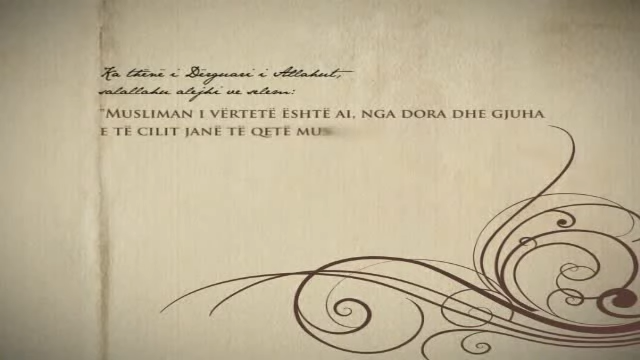 Ka thënë i Dërguari i Allahut,
salallahu alejhi ve selem:
"MUSLIMAN I VËRTETË ËSHTË AI, NGA DORA DHE GJUHA
E TË CILIT JANË TË QETË MUS